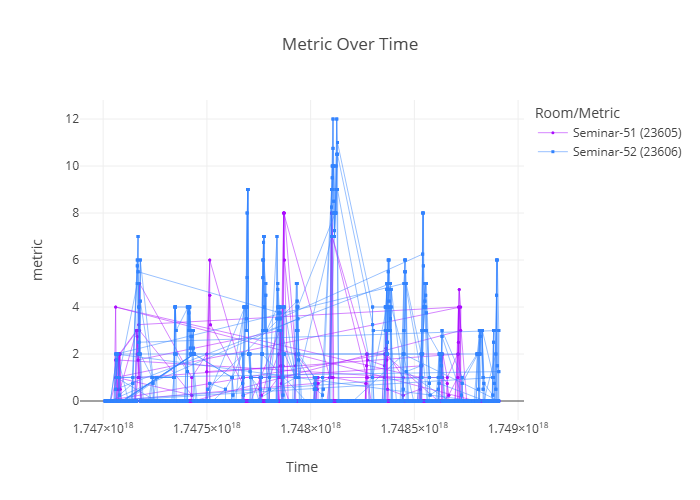 Metric Over Time
Room/Metric
Seminar-51 (23605)
Seminar-52 (23606)
12
10
8
6
4
2
0
metric
1.747×10¹⁸
1.7475×10¹⁸
1.748×10¹⁸
1.7485×10¹⁸
1.749×10¹⁸
Time